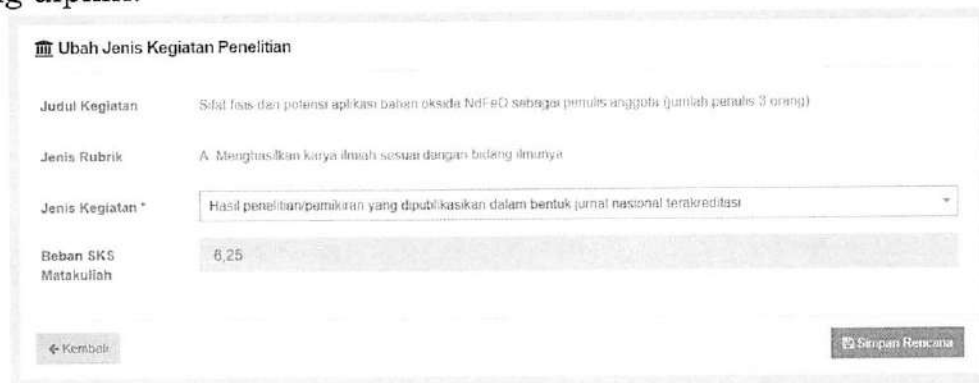 Ubah Jenis Kegiatan Penelitian
Judul Kegiatan Sifat fisis dan potensi aplikasi bahan oksida NdFeO sebagai penulis anggota (jumlah penulis 3 orang)
Jenis Rubrik A. Menghasilkan karya ilmiah sesuai dengan bidang ilmunya
Jenis Kegiatan * Hasil penelitian/pemikiran yang dipublikasikan dalam bentuk jurnal nasional terakreditasi
Beban SKS 6,25
Matakuliah
Kembali Simpan Rencana